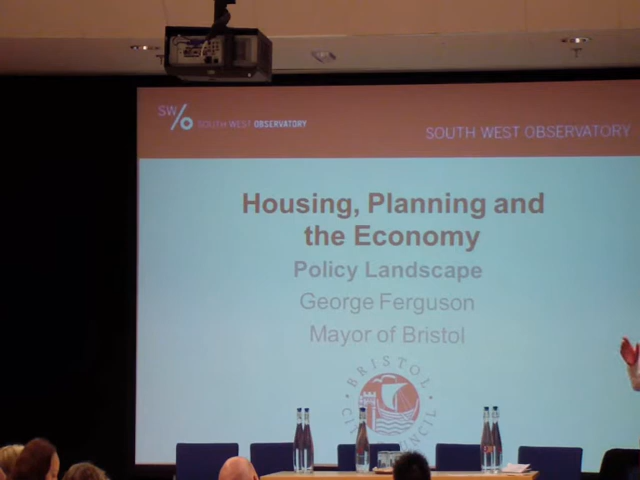 SW/o SOUTH WEST OBSERVATORY
SOUTH WEST OBSERVATORY
Housing, Planning and
the Economy
Policy Landscape
George Ferguson
Mayor of Bristol
BRISTOL
COUNCIL